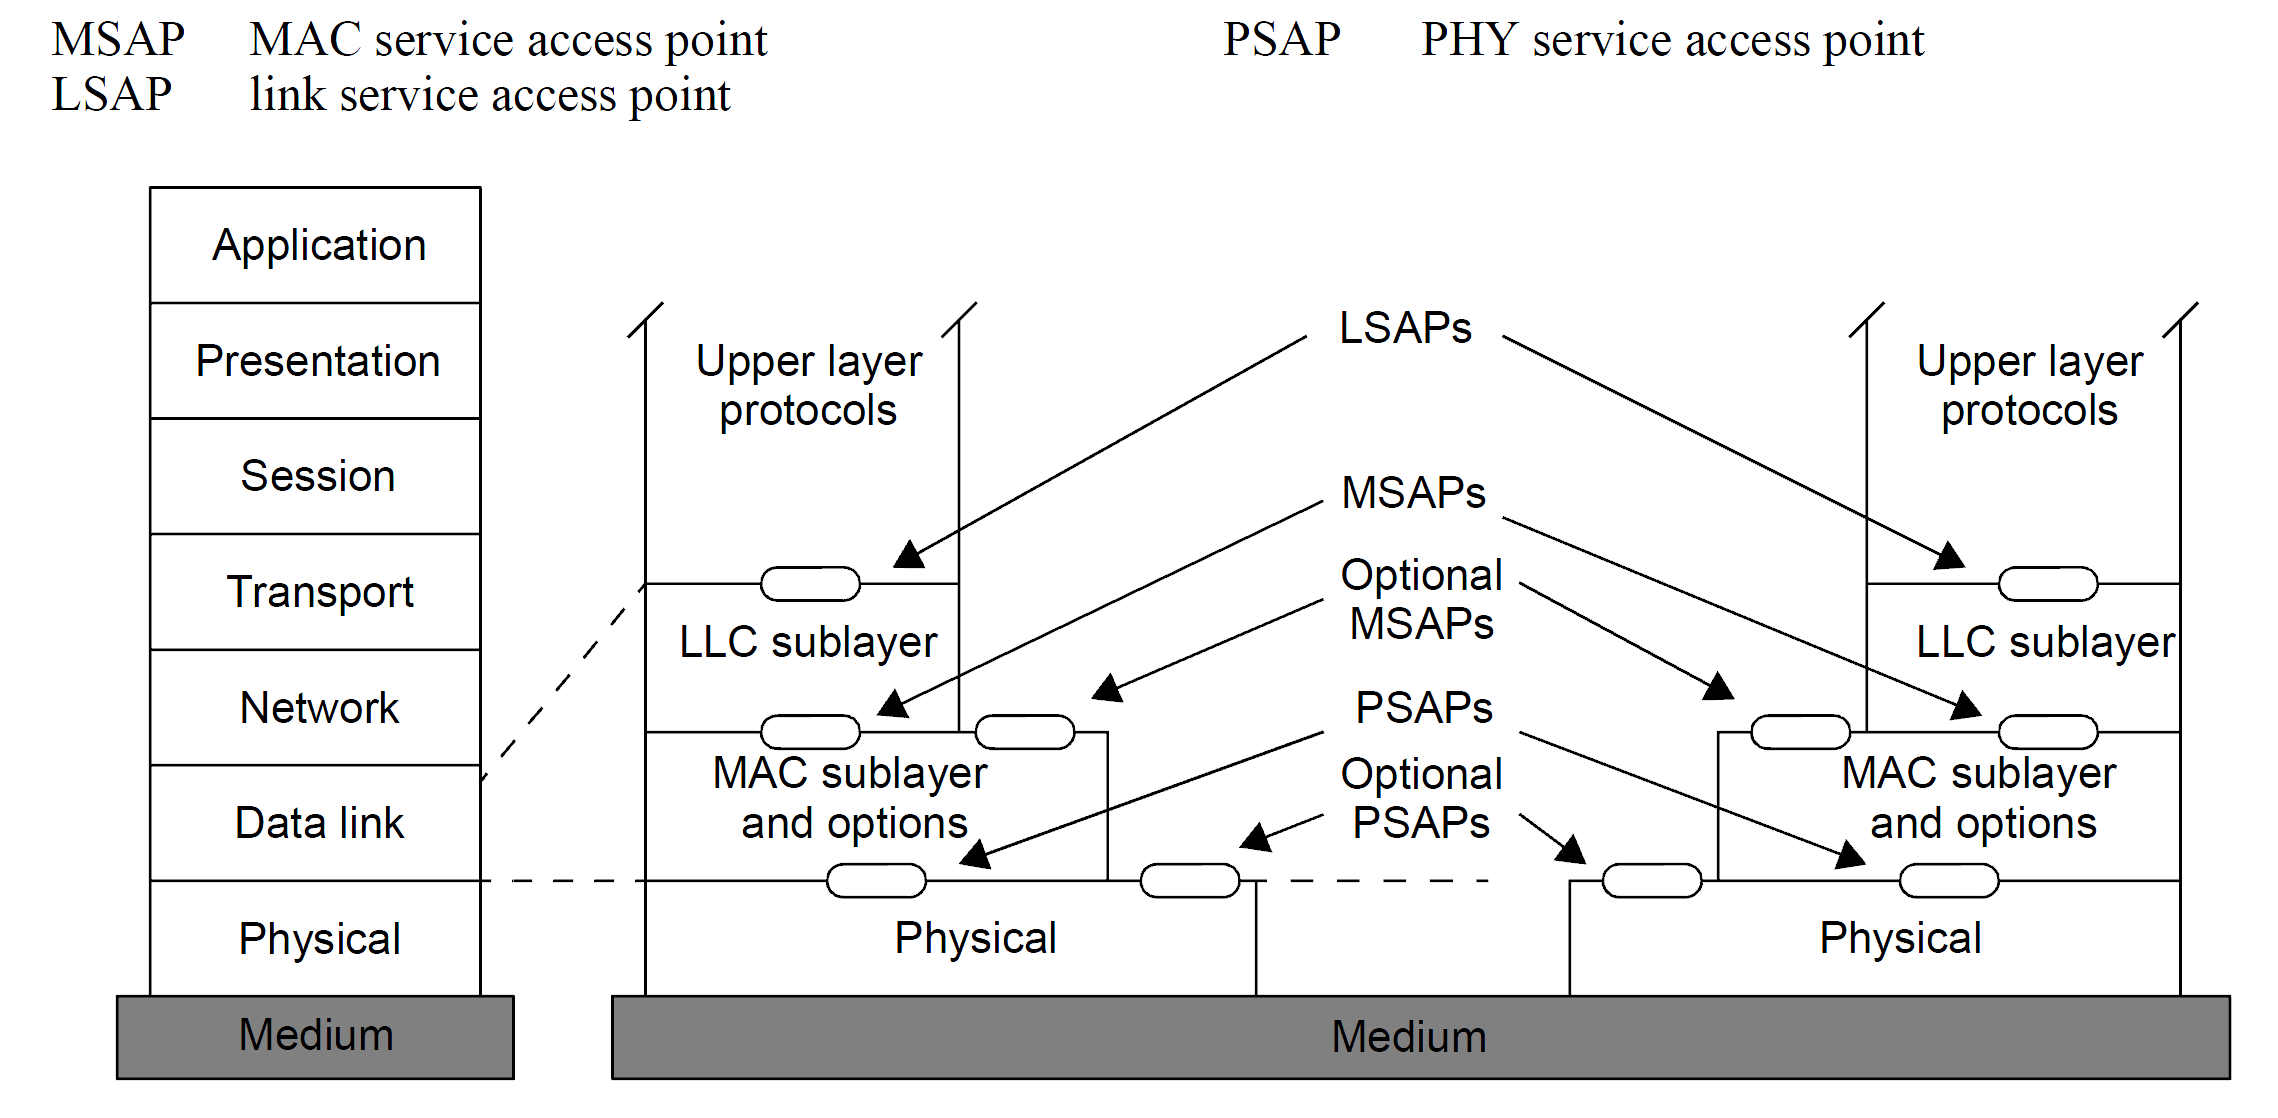 MSAP MAC service access point
LSAP link service access point
PSAP PHY service access point
Application
Presentation
Session
Transport
Network
Data link
Physical
Medium
Upper layer
protocols
LLC sublayer
MAC sublayer
and options
Physical
LSAPs
MSAPs
Optional
MSAPs
PSAPs
Optional
PSAPs
Upper layer
protocols
LLC sublayer
MAC sublayer
and options
Physical
Medium